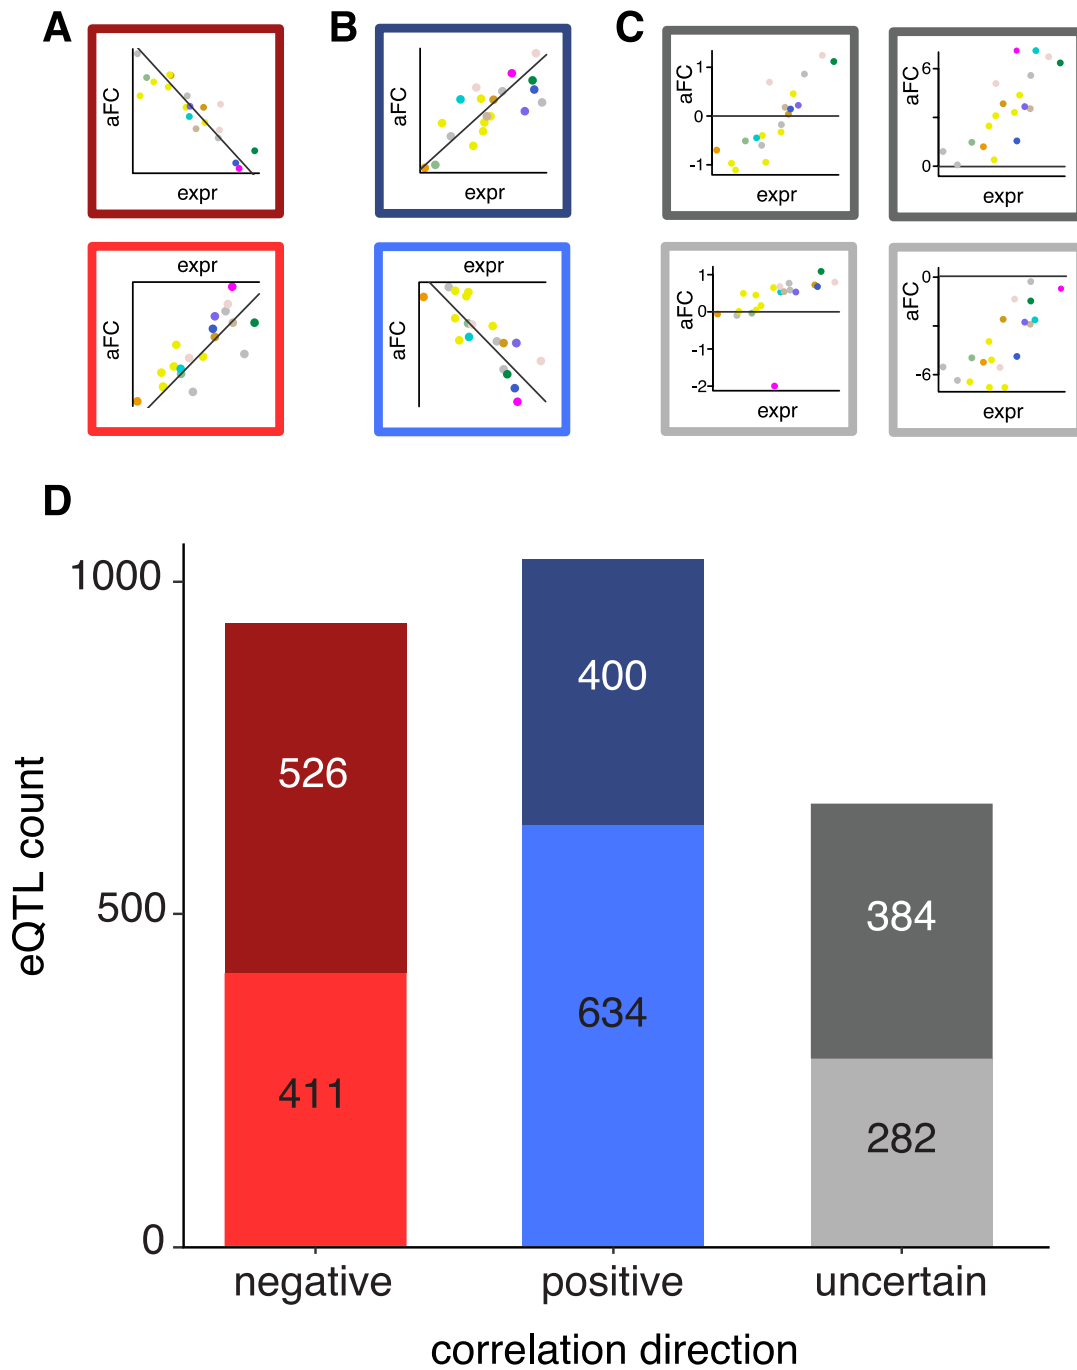 A
B
C
aFC
expr
aFC
expr
1
0
-1
aFC
expr
6
0
aFC
expr
expr
aFC
expr
aFC
1
0
-1
-2
aFC
expr
0
-6
aFC
expr
D
eQTL count
1000
500
0
526
411
400
634
384
282
negative
positive
uncertain
correlation direction